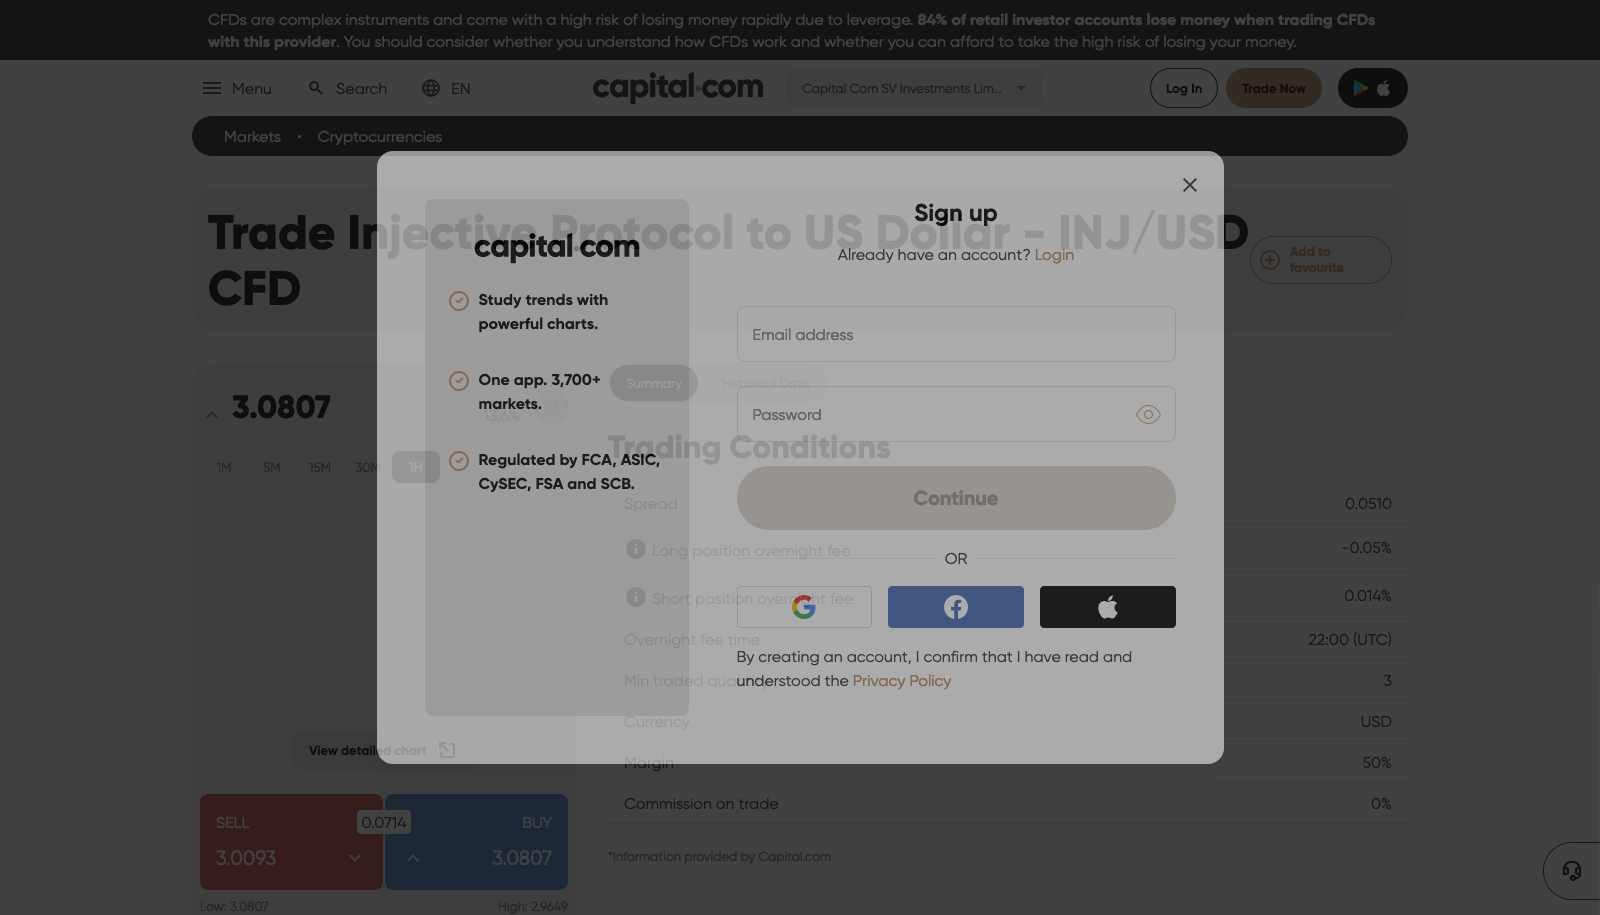 CFDs are complex instruments and come with a high risk of losing money rapidly due to leverage. 84% of retail investor accounts lose money when trading CFDs
with this provider. You should consider whether you understand how CFDs work and whether you can afford to take the high risk of losing your money.
Menu Search EN capital.com Capital Com SV Investments Lim... Log In Trade Now
Markets • Cryptocurrencies
Trade Injective Protocol to US Dollar - INJ/USD
CFD
Add to
favourite
3.0807
13.6%
1M 5M 15M 30M 1H
View detailed chart
SELL 0.0714 BUY
3.0093 3.0807
Low: 3.0807 High: 2.9649
Summary Historical Data
Trading Conditions
Spread 0.0510
Long position overnight fee -0.05%
Short position overnight fee 0.014%
Overnight fee time 22:00 (UTC)
Min traded quantity 3
Currency USD
Margin 50%
Commission on trade 0%
*Information provided by Capital.com
capital.com
Study trends with
powerful charts.
One app. 3,700+
markets.
Regulated by FCA, ASIC,
CySEC, FSA and SCB.
Sign up
Already have an account? Login
Email address
Password
Continue
OR
By creating an account, I confirm that I have read and
understood the Privacy Policy